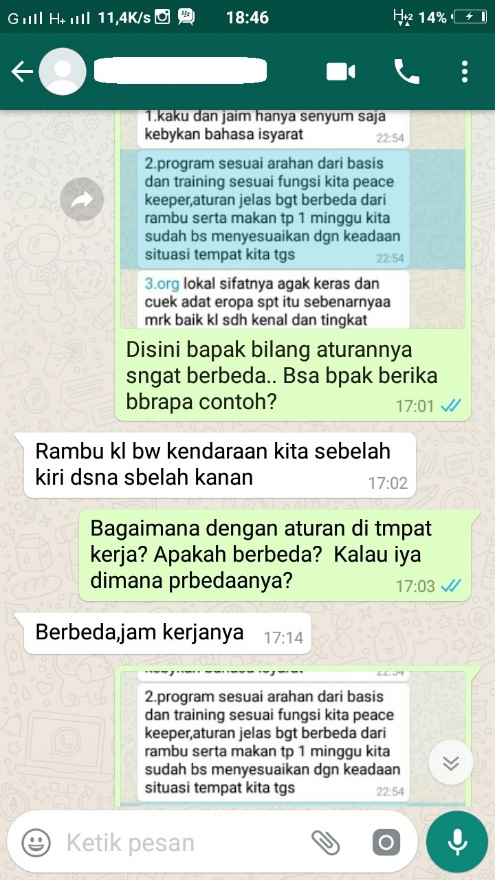 G H+ 11,4K/s 18:46 H+2 14%
1.kaku dan jaim hanya senyum saja
kebykan bahasa isyarat 22:54
2.program sesuai arahan dari basis
dan training sesuai fungsi kita peace
keeper,aturan jelas bgt berbeda dari
rambu serta makan tp 1 minggu kita
sudah bs menyesuaikan dgn keadaan
situasi tempat kita tgs 22:54
3.org lokal sifatnya agak keras dan
cuek adat eropa spt itu sebenarnyaa
mrk baik kl sdh kenal dan tingkat
Disini bapak bilang aturannya
sngat berbeda.. Bsa bpak berika
bbrapa contoh? 17:01
Rambu kl bw kendaraan kita sebelah
kiri dsna sbelah kanan 17:02
Bagaimana dengan aturan di tmpat
kerja? Apakah berbeda? Kalau iya
dimana prbedaanya? 17:03
Berbeda,jam kerjanya 17:14
kebykan bahasa isyarat 22:54
2.program sesuai arahan dari basis
dan training sesuai fungsi kita peace
keeper,aturan jelas bgt berbeda dari
rambu serta makan tp 1 minggu kita
sudah bs menyesuaikan dgn keadaan
situasi tempat kita tgs 22:54
Ketik pesan